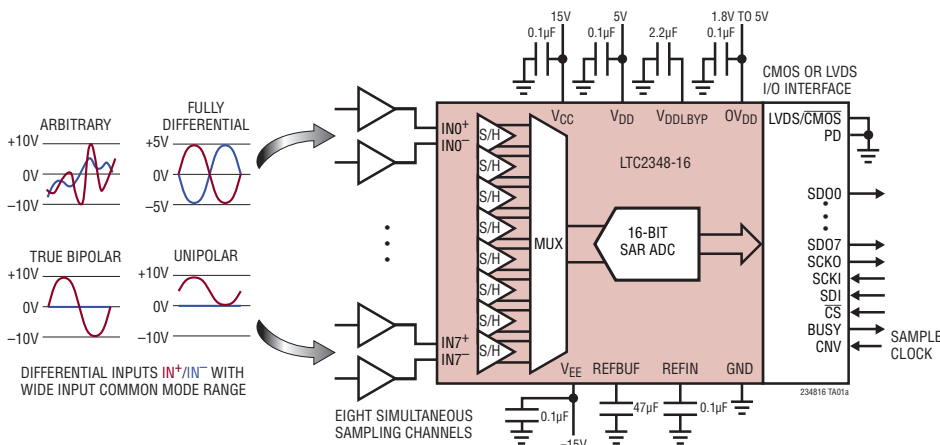 15V
5V
1.8V TO 5V
0.1µF
0.1µF
2.2µF
0.1µF
CMOS OR LVDS
I/O INTERFACE
ARBITRARY
+10V
0V
−10V
FULLY
DIFFERENTIAL
+5V
0V
−5V
TRUE BIPOLAR
+10V
0V
−10V
UNIPOLAR
+10V
0V
−10V
DIFFERENTIAL INPUTS IN+/IN− WITH
WIDE INPUT COMMON MODE RANGE
IN0+
IN0−
IN7+
IN7−
EIGHT SIMULTANEOUS
SAMPLING CHANNELS
S/H
S/H
S/H
S/H
S/H
S/H
S/H
S/H
MUX
VCC
VDD
VDDLBYP
OVDD
LTC2348-16
16-BIT
SAR ADC
VEE
REFBUF
REFIN
GND
0.1µF
−15V
47µF
0.1µF
LVDS/CMOS
PD
SDO0
SDO7
SCKO
SCKI
SDI
CS
BUSY
CNV
SAMPLE
CLOCK
234816 TA01a